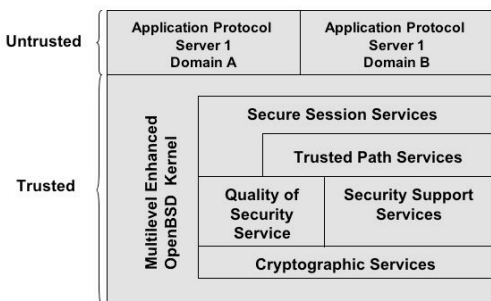 Untrusted
Application Protocol
Server 1
Domain A
Application Protocol
Server 1
Domain B
Trusted
Multilevel Enhanced
OpenBSD Kernel
Secure Session Services
Trusted Path Services
Quality of
Security
Service
Security Support
Services
Cryptographic Services